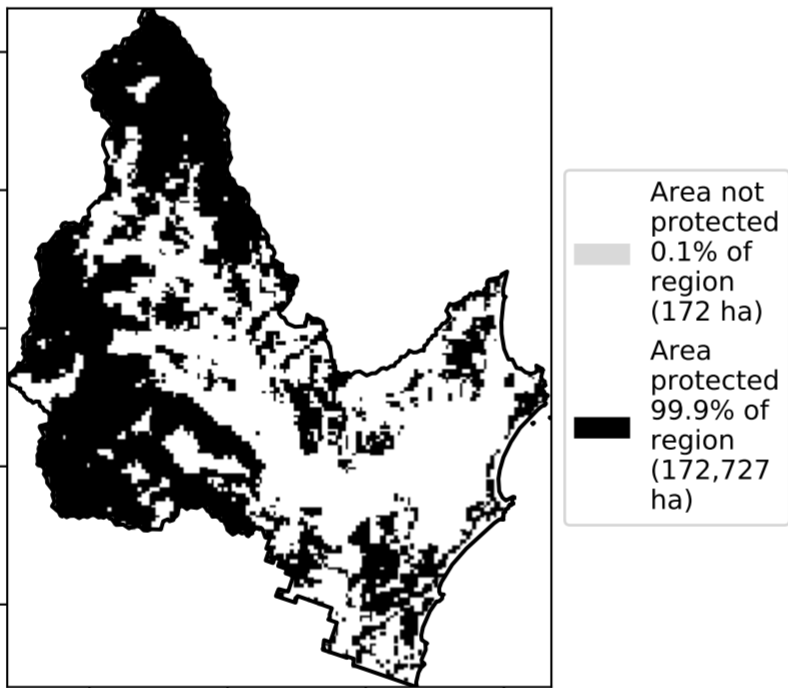 Area not
protected
0.1% of
region
(172 ha)
Area
protected
99.9% of
region
(172,727
ha)